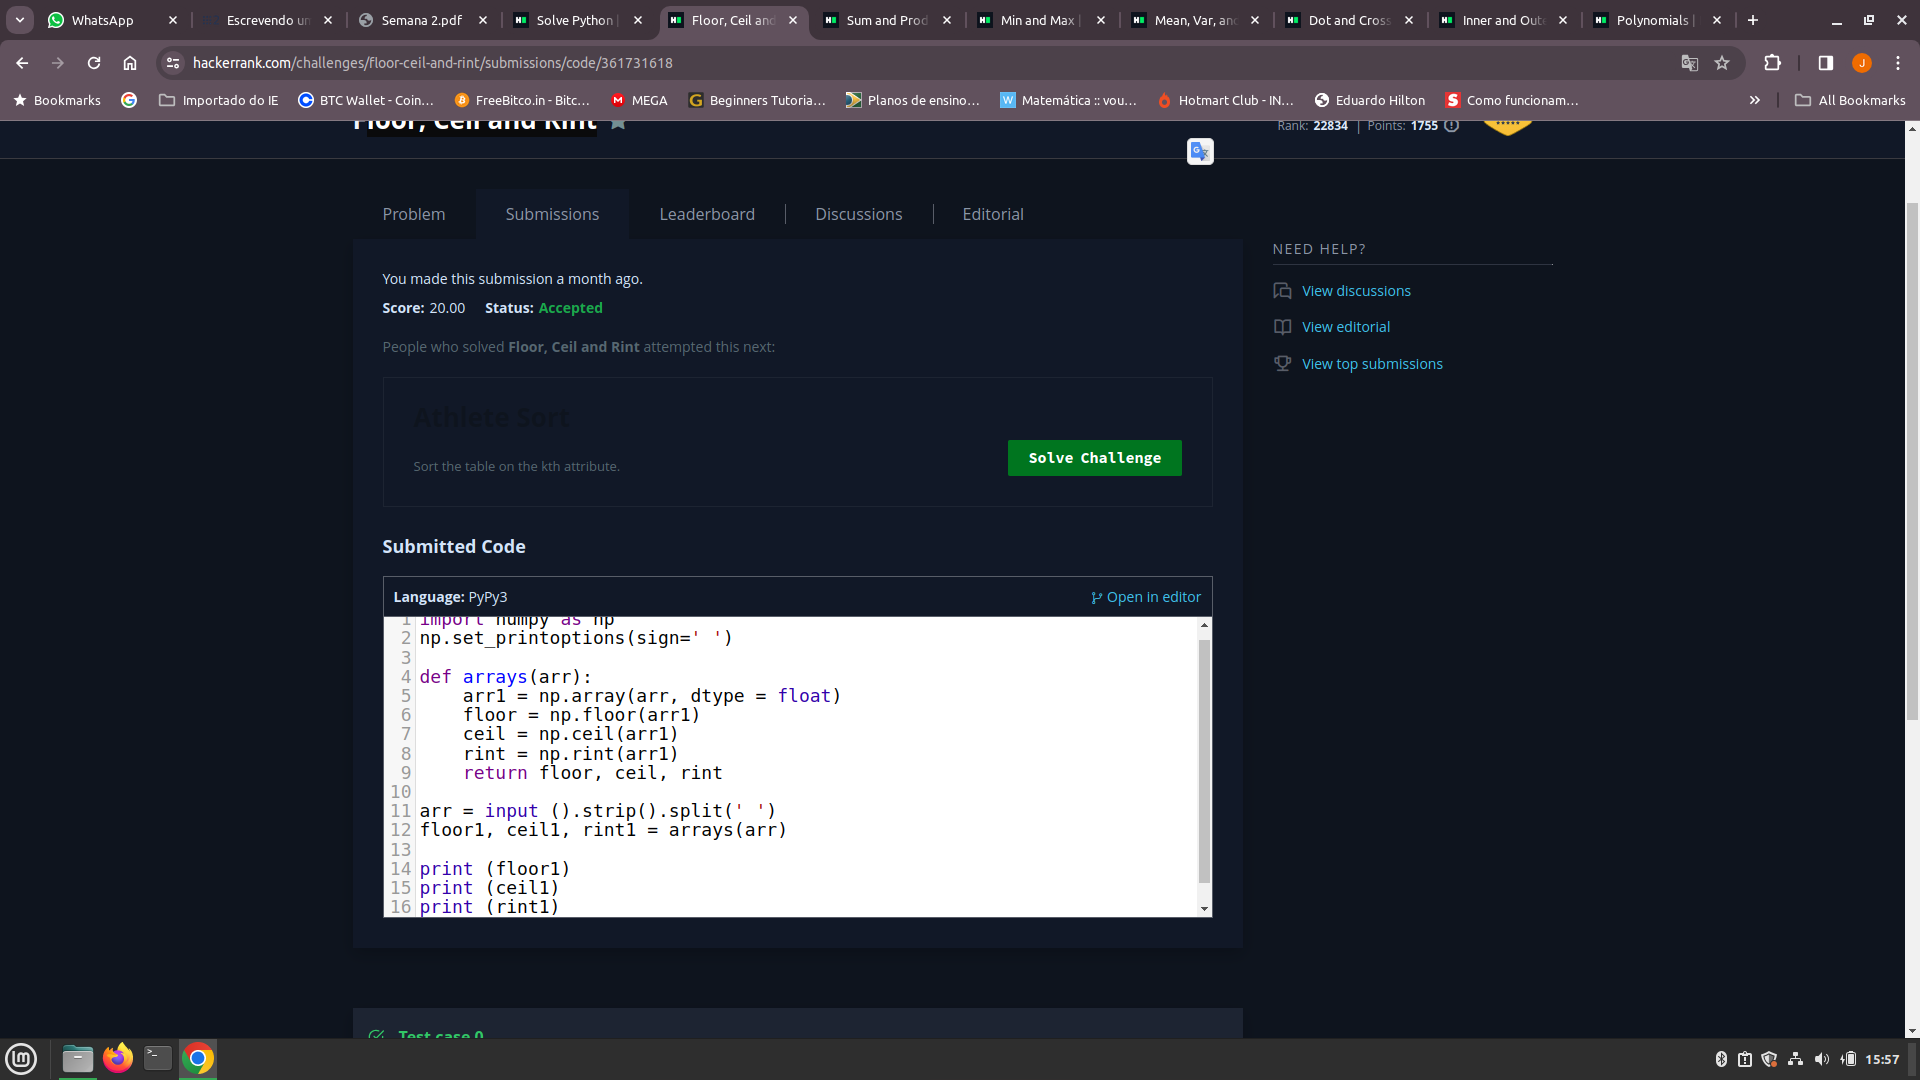 WhatsApp
Escrevendo un
Semana 2.pdf
Solve Python |
Floor, Ceil and
Sum and Prod
Min and Max |
Mean, Var, and
Dot and Cross
Inner and Oute
Polynomials |
hackerrank.com/challenges/floor-ceil-and-rint/submissions/code/361731618
J
Bookmarks
Importado do IE
BTC Wallet - Coin...
FreeBitco.in - Bitc...
MEGA
Beginners Tutoria...
Planos de ensino...
Matemática :: vou...
Hotmart Club - IN...
Eduardo Hilton
Como funcionam...
All Bookmarks
Floor, Ceil and Rint
Rank: 22834 | Points: 1755
Problem
Submissions
Leaderboard
Discussions
Editorial
You made this submission a month ago.
Score: 20.00 Status: Accepted
People who solved Floor, Ceil and Rint attempted this next:
Athlete Sort
Sort the table on the kth attribute.
Solve Challenge
NEED HELP?
View discussions
View editorial
View top submissions
Submitted Code
Language: PyPy3
Open in editor
1 import numpy as np
2 np.set_printoptions(sign=' ')
3
4 def arrays(arr):
5     arr1 = np.array(arr, dtype = float)
6     floor = np.floor(arr1)
7     ceil = np.ceil(arr1)
8     rint = np.rint(arr1)
9     return floor, ceil, rint
10
11 arr = input ().strip().split(' ')
12 floor1, ceil1, rint1 = arrays(arr)
13
14 print (floor1)
15 print (ceil1)
16 print (rint1)
Test case 0
15:57